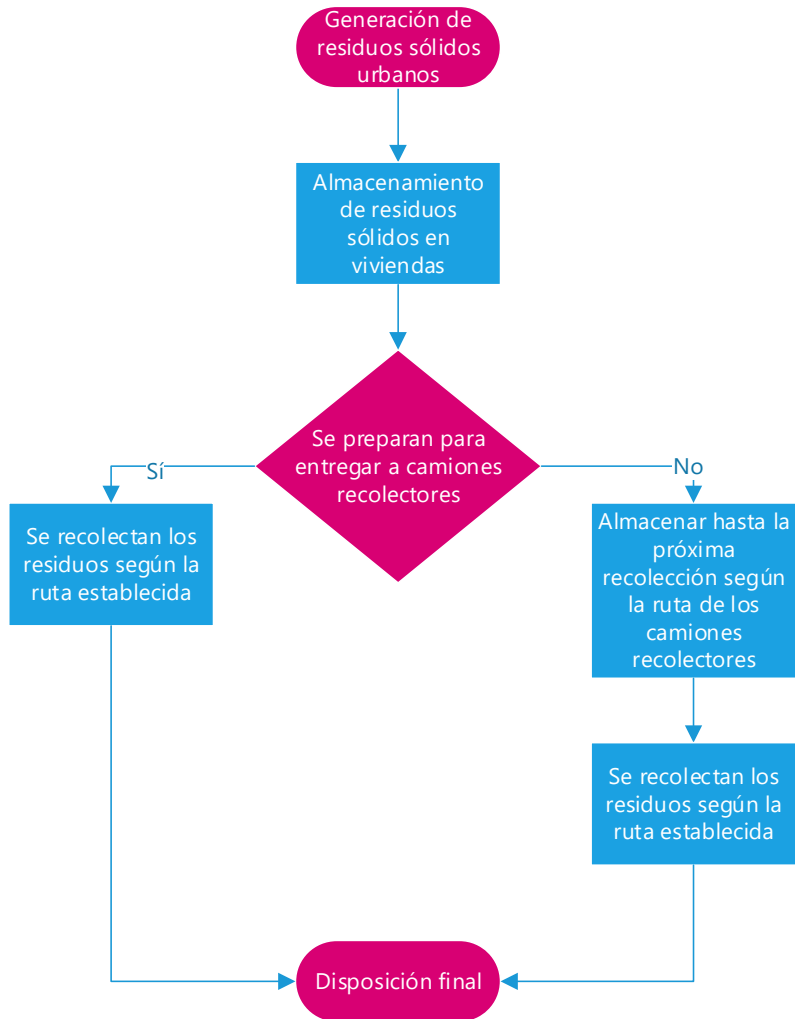 Generación de
residuos sólidos
urbanos
Almacenamiento
de residuos
sólidos en
viviendas
Se preparan para
entregar a camiones
recolectores
Sí
No
Se recolectan los
residuos según la
ruta establecida
Almacenar hasta la
próxima
recolección según
la ruta de los
camiones
recolectores
Se recolectan los
residuos según la
ruta establecida
Disposición final